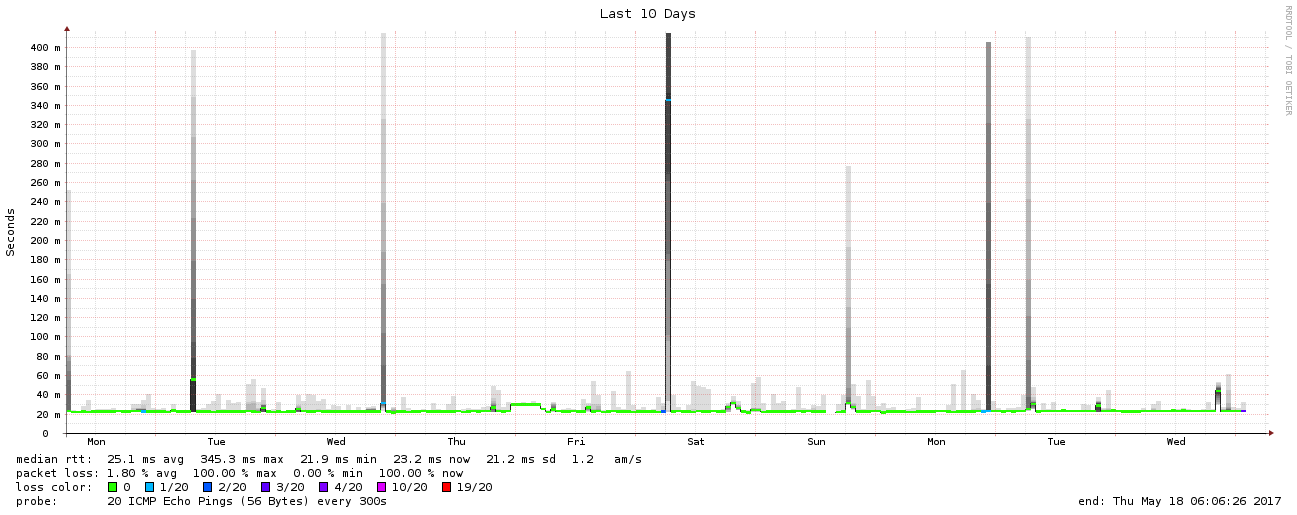 Last 10 Days
RRDTOOL / TOBI OETIKER
Seconds
400 m
380 m
360 m
340 m
320 m
300 m
280 m
260 m
240 m
220 m
200 m
180 m
160 m
140 m
120 m
100 m
80 m
60 m
40 m
20 m
0
Mon Tue Wed Thu Fri Sat Sun Mon Tue Wed
median rtt: 25.1 ms avg 345.3 ms max 21.9 ms min 23.2 ms now 21.2 ms sd 1.2 am/s
packet loss: 1.80 % avg 100.00 % max 0.00 % min 100.00 % now
loss color: 0 1/20 2/20 3/20 4/20 10/20 19/20
probe: 20 ICMP Echo Pings (56 Bytes) every 300s end: Thu May 18 06:06:26 2017